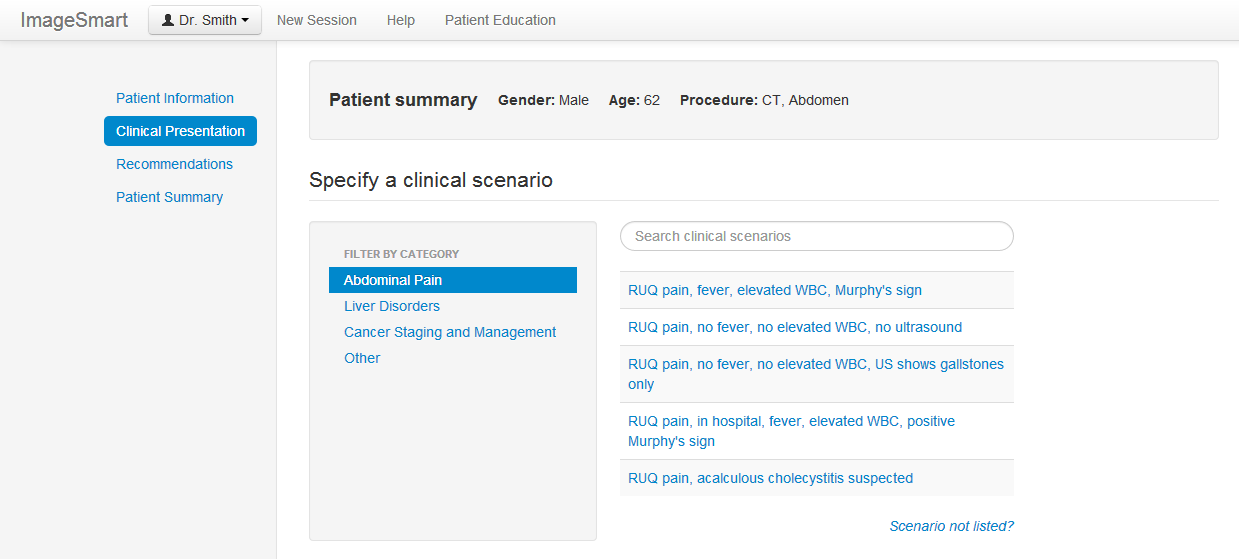 ImageSmart Dr. Smith New Session Help Patient Education
Patient Information
Clinical Presentation
Recommendations
Patient Summary
Patient summary Gender: Male Age: 62 Procedure: CT, Abdomen
Specify a clinical scenario
FILTER BY CATEGORY
Abdominal Pain
Liver Disorders
Cancer Staging and Management
Other
Search clinical scenarios
RUQ pain, fever, elevated WBC, Murphy's sign
RUQ pain, no fever, no elevated WBC, no ultrasound
RUQ pain, no fever, no elevated WBC, US shows gallstones
only
RUQ pain, in hospital, fever, elevated WBC, positive
Murphy's sign
RUQ pain, acalculous cholecystitis suspected
Scenario not listed?